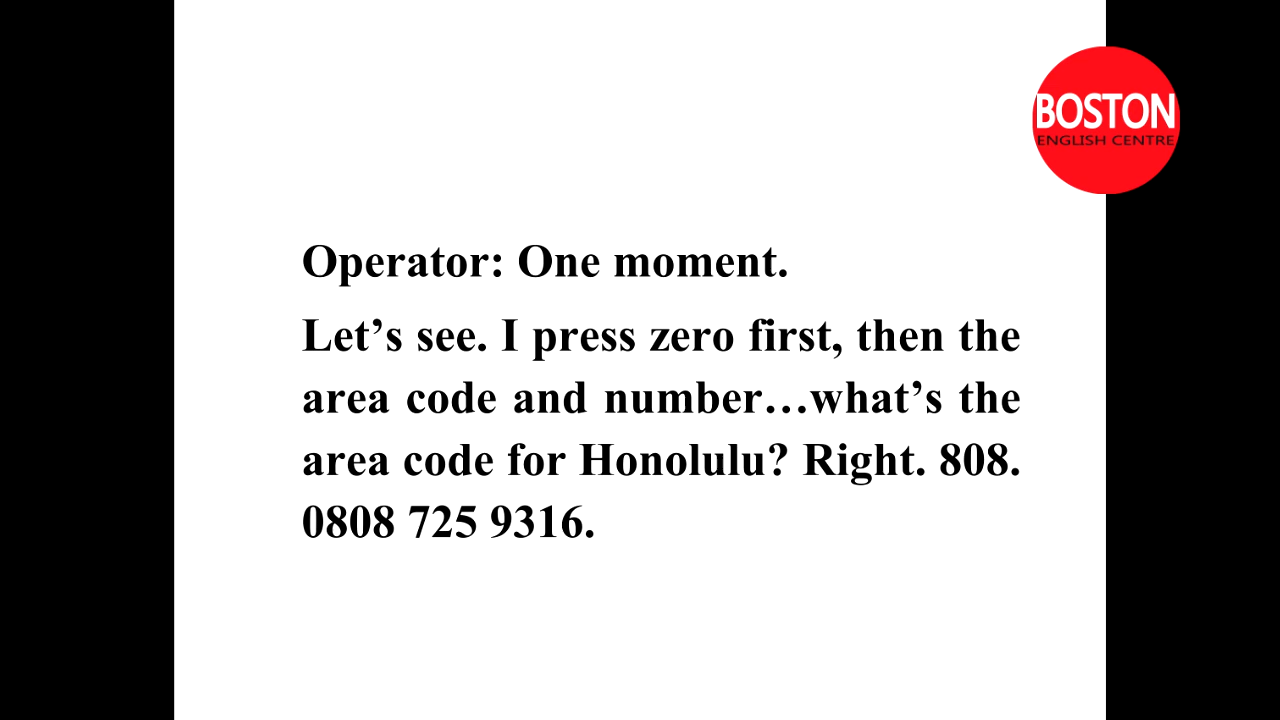 BOSTON
ENGLISH CENTRE
Operator: One moment.
Let’s see. I press zero first, then the
area code and number…what’s the
area code for Honolulu? Right. 808.
0808 725 9316.